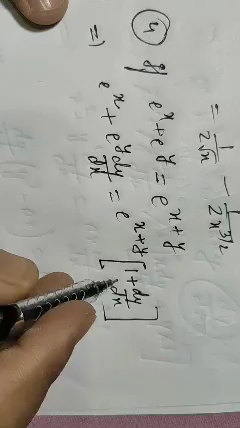 = 1/2√x - 1/2x^3/2
(4) If e^x + e^y = e^x+y
⇒ e^x + e^y dy/dx = e^x+y [1 + dy/dx]